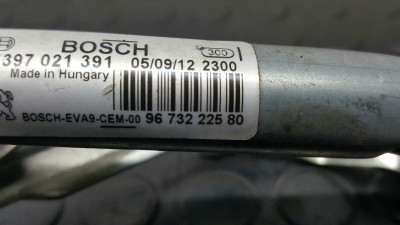 BOSCH 300
397 021 391 05/09/12 2300
Made in Hungary
BOSCH-EVA9-CEM-00 96 732 225 80